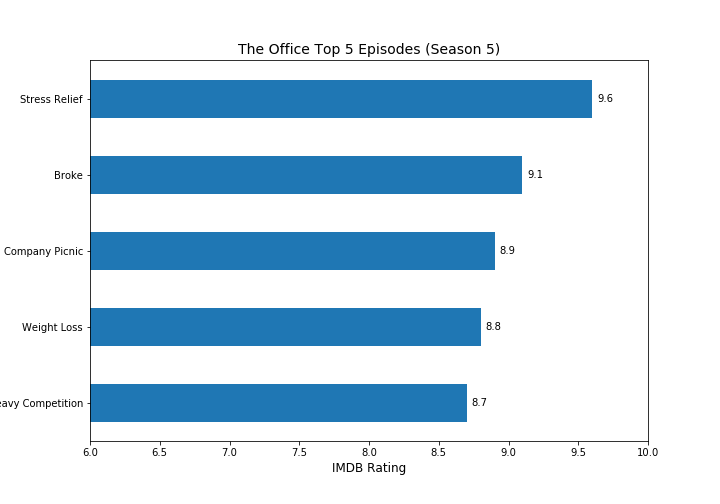 The Office Top 5 Episodes (Season 5)
Stress Relief 9.6
Broke 9.1
Company Picnic 8.9
Weight Loss 8.8
eavy Competition 8.7
6.0 6.5 7.0 7.5 8.0 8.5 9.0 9.5 10.0
IMDB Rating